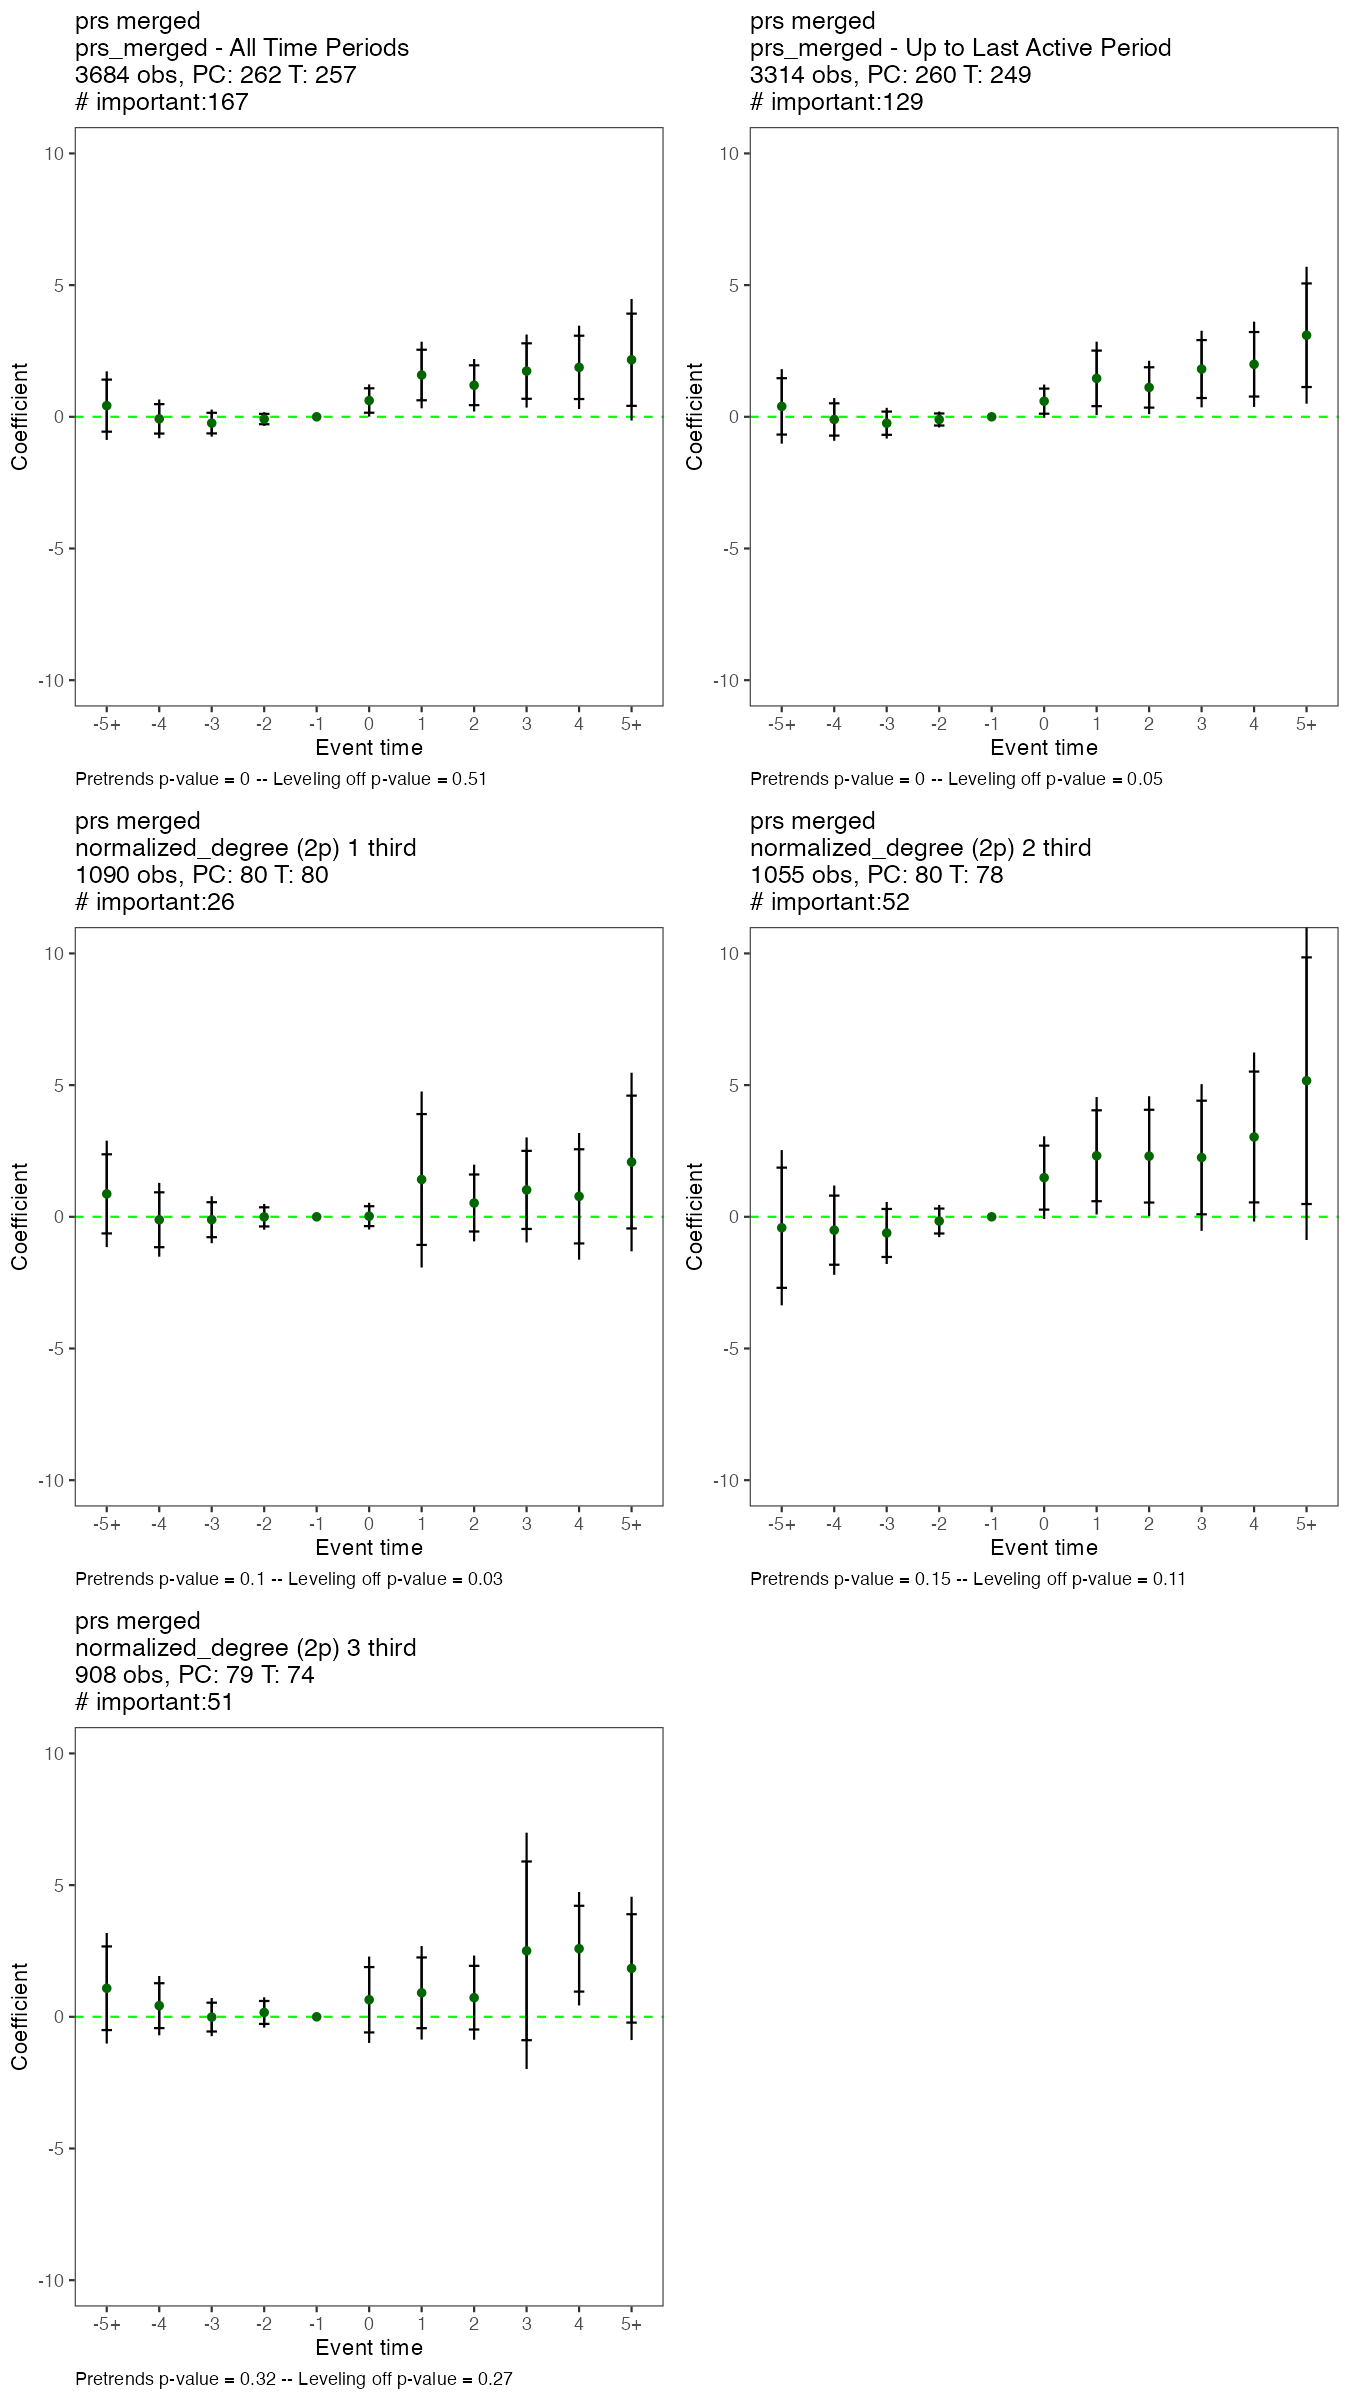 prs merged
prs_merged - All Time Periods
3684 obs, PC: 262 T: 257
# important:167
10
5
0
-5
-10
Coefficient
-5+ -4 -3 -2 -1 0 1 2 3 4 5+
Event time
Pretrends p-value = 0 -- Leveling off p-value = 0.51
prs merged
prs_merged - Up to Last Active Period
3314 obs, PC: 260 T: 249
# important:129
10
5
0
-5
-10
Coefficient
-5+ -4 -3 -2 -1 0 1 2 3 4 5+
Event time
Pretrends p-value = 0 -- Leveling off p-value = 0.05
prs merged
normalized_degree (2p) 1 third
1090 obs, PC: 80 T: 80
# important:26
10
5
0
-5
-10
Coefficient
-5+ -4 -3 -2 -1 0 1 2 3 4 5+
Event time
Pretrends p-value = 0.1 -- Leveling off p-value = 0.03
prs merged
normalized_degree (2p) 2 third
1055 obs, PC: 80 T: 78
# important:52
10
5
0
-5
-10
Coefficient
-5+ -4 -3 -2 -1 0 1 2 3 4 5+
Event time
Pretrends p-value = 0.15 -- Leveling off p-value = 0.11
prs merged
normalized_degree (2p) 3 third
908 obs, PC: 79 T: 74
# important:51
10
5
0
-5
-10
Coefficient
-5+ -4 -3 -2 -1 0 1 2 3 4 5+
Event time
Pretrends p-value = 0.32 -- Leveling off p-value = 0.27